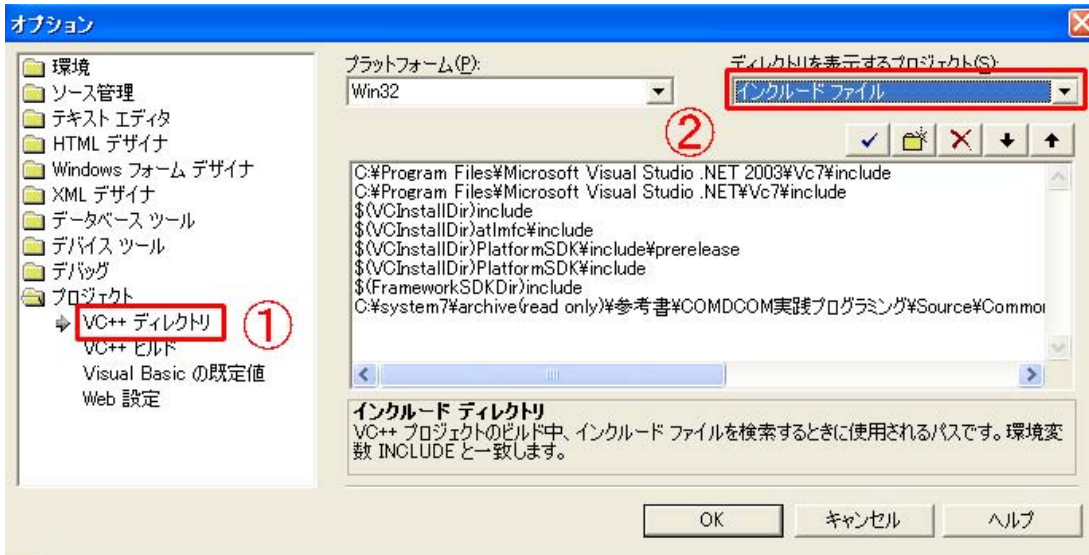 オプション
環境
ソース管理
テキスト エディタ
HTML デザイナ
Windows フォーム デザイナ
XML デザイナ
データベース ツール
デバイス ツール
デバッグ
プロジェクト
VC++ ディレクトリ
VC++ ビルド
Visual Basic の既定値
Web 設定
①
プラットフォーム(P):
Win32
ディレクトリを表示するプロジェクト(S):
インクルード ファイル
②
C:¥Program Files¥Microsoft Visual Studio .NET 2003¥Vc7¥include
C:¥Program Files¥Microsoft Visual Studio .NET¥Vc7¥include
$(VCInstallDir)include
$(VCInstallDir)atlmfc¥include
$(VCInstallDir)PlatformSDK¥include¥prerelease
$(VCInstallDir)PlatformSDK¥include
$(FrameworkSDKDir)include
C:¥system7¥archive(read only)¥参考書¥COMDCOM実践プログラミング¥Source¥Common
インクルード ディレクトリ
VC++ プロジェクトのビルド中、インクルード ファイルを検索するときに使用されるパスです。環境変
数 INCLUDE と一致します。
OK
キャンセル
ヘルプ